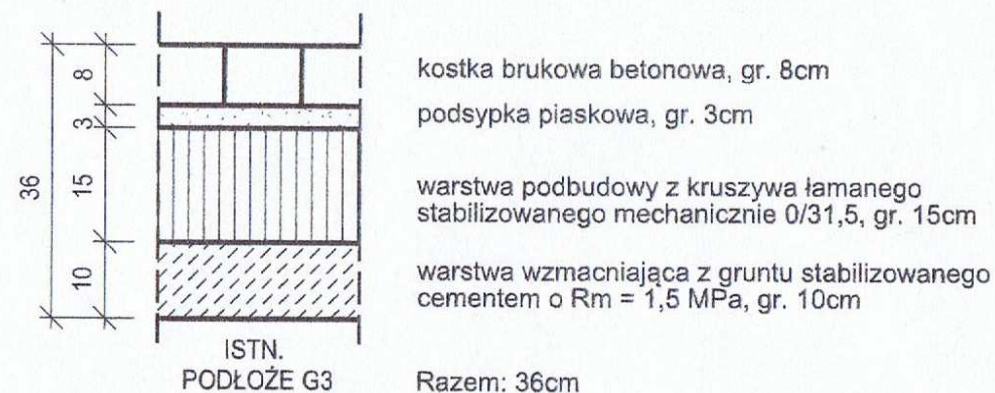 kostka brukowa betonowa, gr. 8cm
podsypka piaskowa, gr. 3cm
warstwa podbudowy z kruszywa łamanego
stabilizowanego mechanicznie 0/31,5, gr. 15cm
warstwa wzmacniająca z gruntu stabilizowanego
cementem o Rm = 1,5 MPa, gr. 10cm
36
8
3
15
10
ISTN.
PODŁOŻE G3
Razem: 36cm